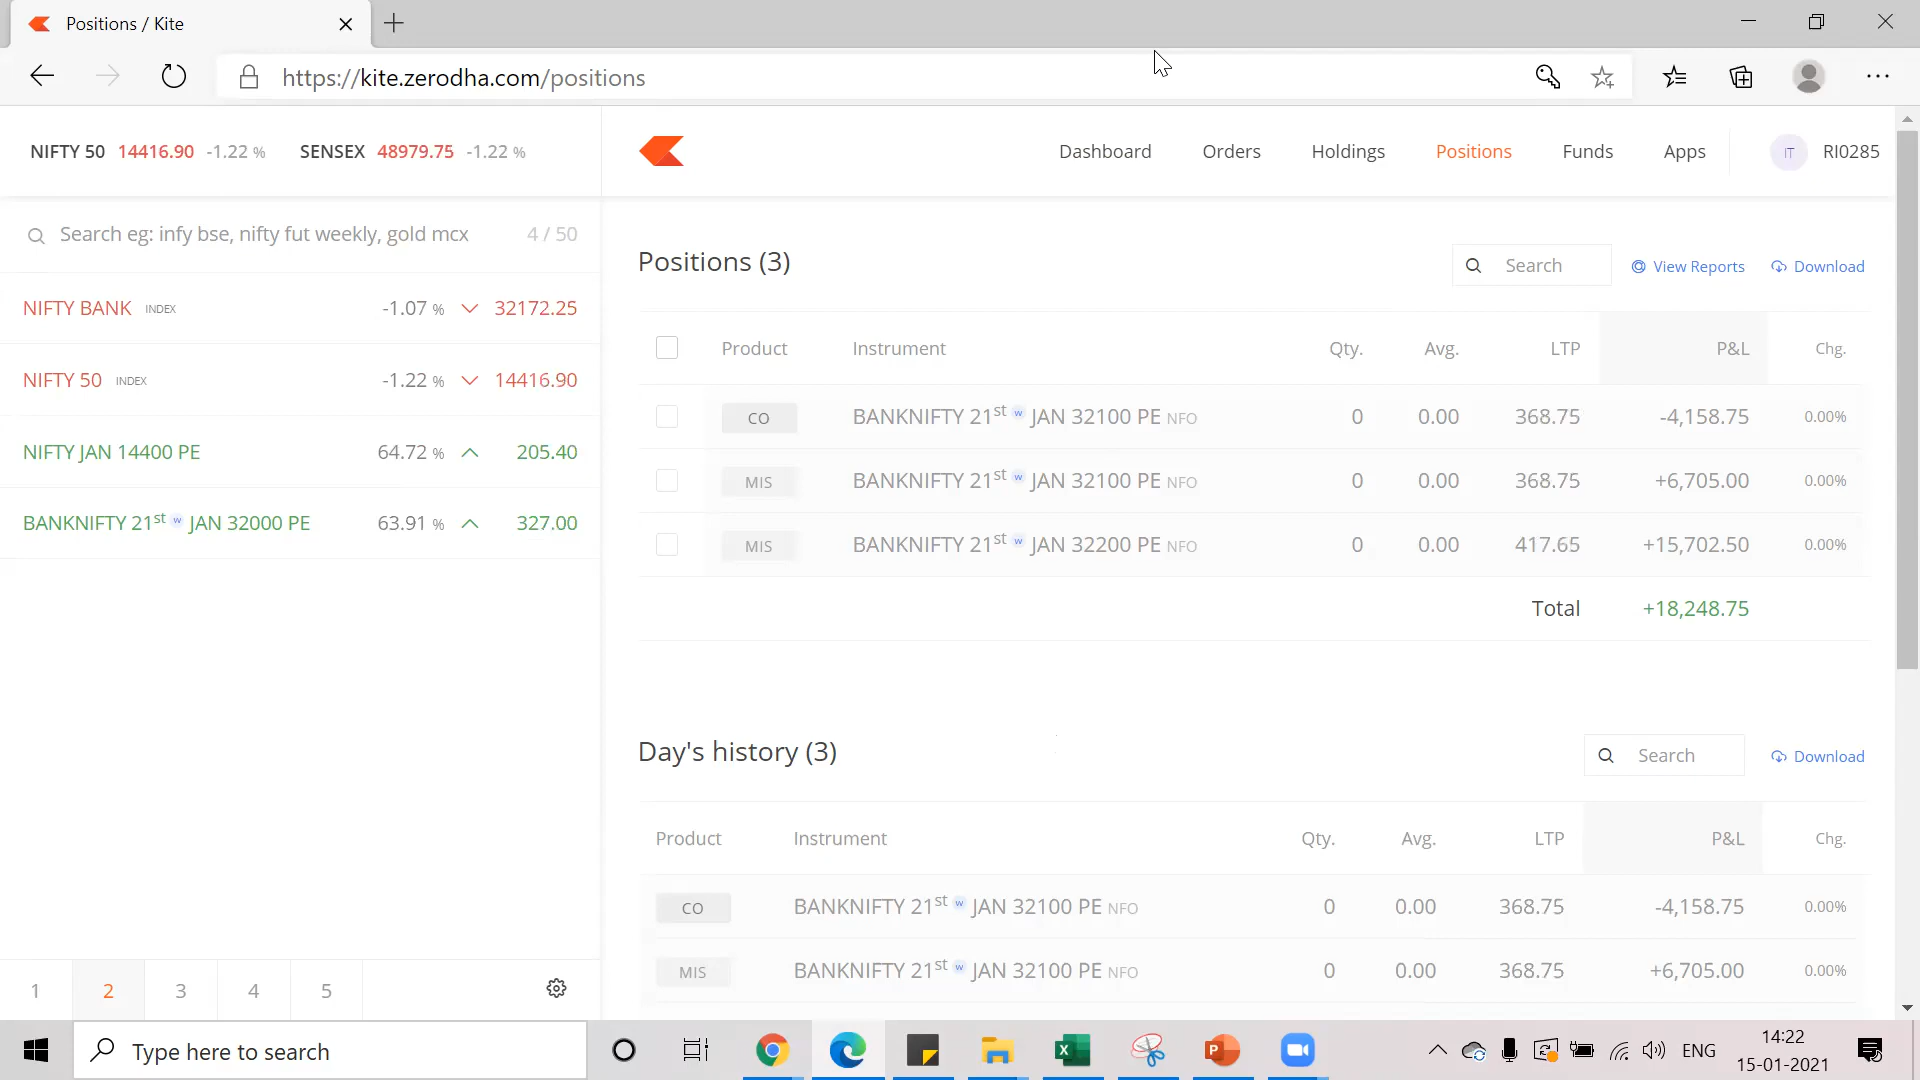 Positions / Kite
https://kite.zerodha.com/positions
NIFTY 50 14416.90 -1.22 % SENSEX 48979.75 -1.22 %
Dashboard Orders Holdings Positions Funds Apps IT RI0285
Search eg: infy bse, nifty fut weekly, gold mcx 4 / 50
NIFTY BANK INDEX -1.07 % 32172.25
NIFTY 50 INDEX -1.22 % 14416.90
NIFTY JAN 14400 PE 64.72 % 205.40
BANKNIFTY 21st w JAN 32000 PE 63.91 % 327.00
1 2 3 4 5
Positions (3) Search View Reports Download
Product Instrument Qty. Avg. LTP P&L Chg.
CO BANKNIFTY 21st w JAN 32100 PE NFO 0 0.00 368.75 -4,158.75 0.00%
MIS BANKNIFTY 21st w JAN 32100 PE NFO 0 0.00 368.75 +6,705.00 0.00%
MIS BANKNIFTY 21st w JAN 32200 PE NFO 0 0.00 417.65 +15,702.50 0.00%
Total +18,248.75
Day's history (3) Search Download
Product Instrument Qty. Avg. LTP P&L Chg.
CO BANKNIFTY 21st w JAN 32100 PE NFO 0 0.00 368.75 -4,158.75 0.00%
MIS BANKNIFTY 21st w JAN 32100 PE NFO 0 0.00 368.75 +6,705.00 0.00%
Type here to search
ENG
14:22
15-01-2021